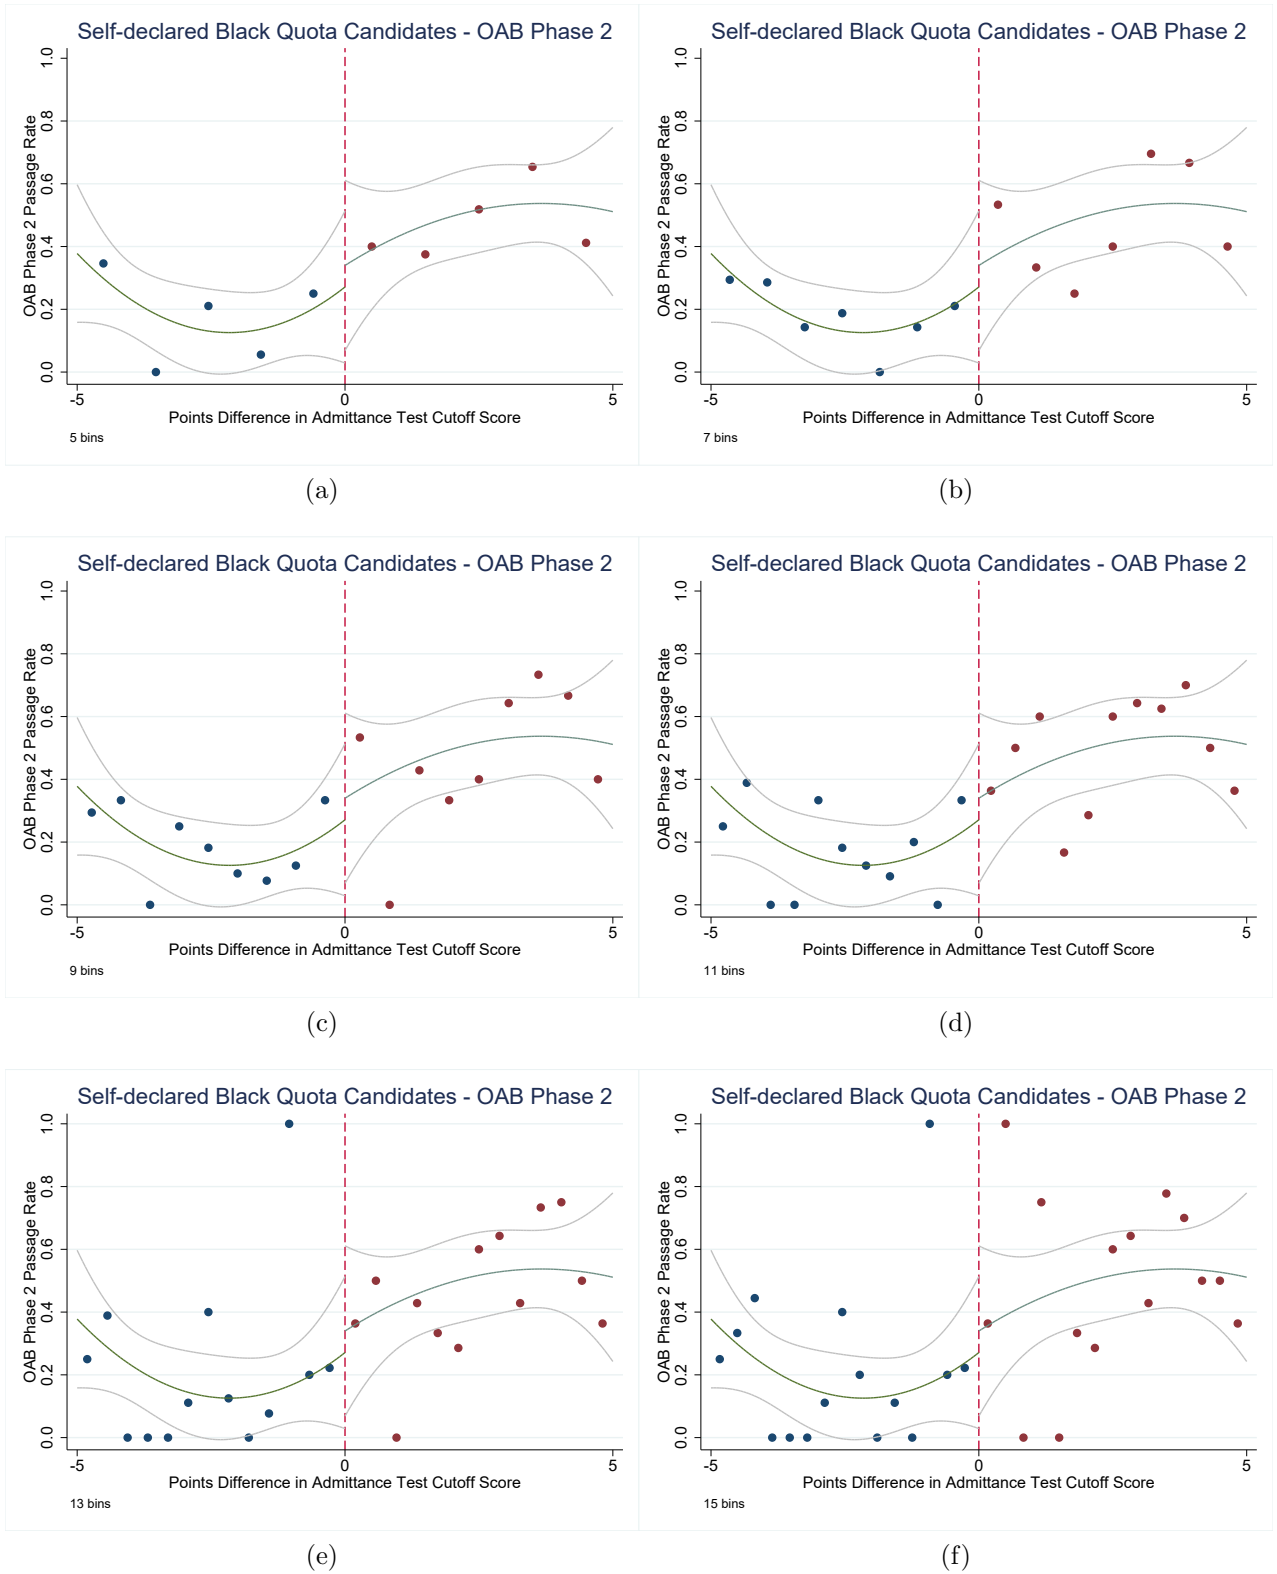 Self-declared Black Quota Candidates - OAB Phase 2
OAB Phase 2 Passage Rate
1.0
0.8
0.6
0.4
0.2
0.0
-5
0
5
Points Difference in Admittance Test Cutoff Score
5 bins
(a)
Self-declared Black Quota Candidates - OAB Phase 2
OAB Phase 2 Passage Rate
1.0
0.8
0.6
0.4
0.2
0.0
-5
0
5
Points Difference in Admittance Test Cutoff Score
7 bins
(b)
Self-declared Black Quota Candidates - OAB Phase 2
OAB Phase 2 Passage Rate
1.0
0.8
0.6
0.4
0.2
0.0
-5
0
5
Points Difference in Admittance Test Cutoff Score
9 bins
(c)
Self-declared Black Quota Candidates - OAB Phase 2
OAB Phase 2 Passage Rate
1.0
0.8
0.6
0.4
0.2
0.0
-5
0
5
Points Difference in Admittance Test Cutoff Score
11 bins
(d)
Self-declared Black Quota Candidates - OAB Phase 2
OAB Phase 2 Passage Rate
1.0
0.8
0.6
0.4
0.2
0.0
-5
0
5
Points Difference in Admittance Test Cutoff Score
13 bins
(e)
Self-declared Black Quota Candidates - OAB Phase 2
OAB Phase 2 Passage Rate
1.0
0.8
0.6
0.4
0.2
0.0
-5
0
5
Points Difference in Admittance Test Cutoff Score
15 bins
(f)